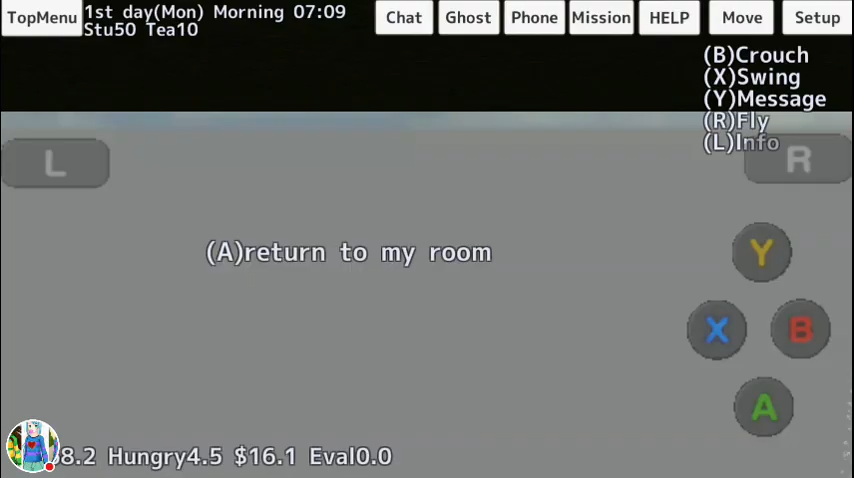 TopMenu
1st day(Mon) Morning 07:09
Stu50 Tea10
Chat
Ghost
Phone
Mission
HELP
Move
Setup
(B)Crouch
(X)Swing
(Y)Message
(R)Fly
(L)Info
L
R
(A)return to my room
Y
X
B
A
8.2 Hungry4.5 $16.1 Eval0.0